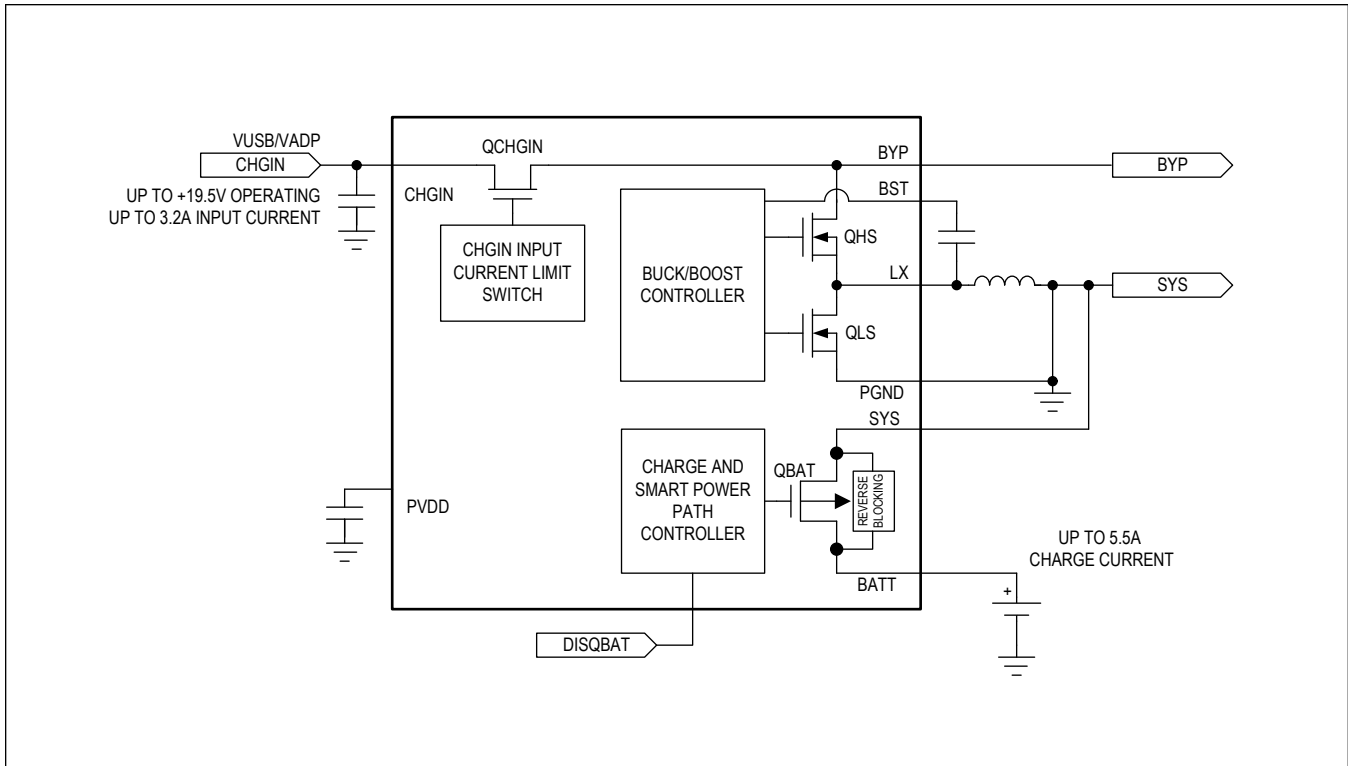 VUSB/VADP
CHGIN
UP TO +19.5V OPERATING
UP TO 3.2A INPUT CURRENT
CHGIN
QCHGIN
CHGIN INPUT
CURRENT LIMIT
SWITCH
BYP
BYP
BST
BUCK/BOOST
CONTROLLER
QHS
LX
SYS
QLS
PGND
SYS
PVDD
CHARGE AND
SMART POWER
PATH
CONTROLLER
QBAT
REVERSE
BLOCKING
BATT
UP TO 5.5A
CHARGE CURRENT
+
DISQBAT